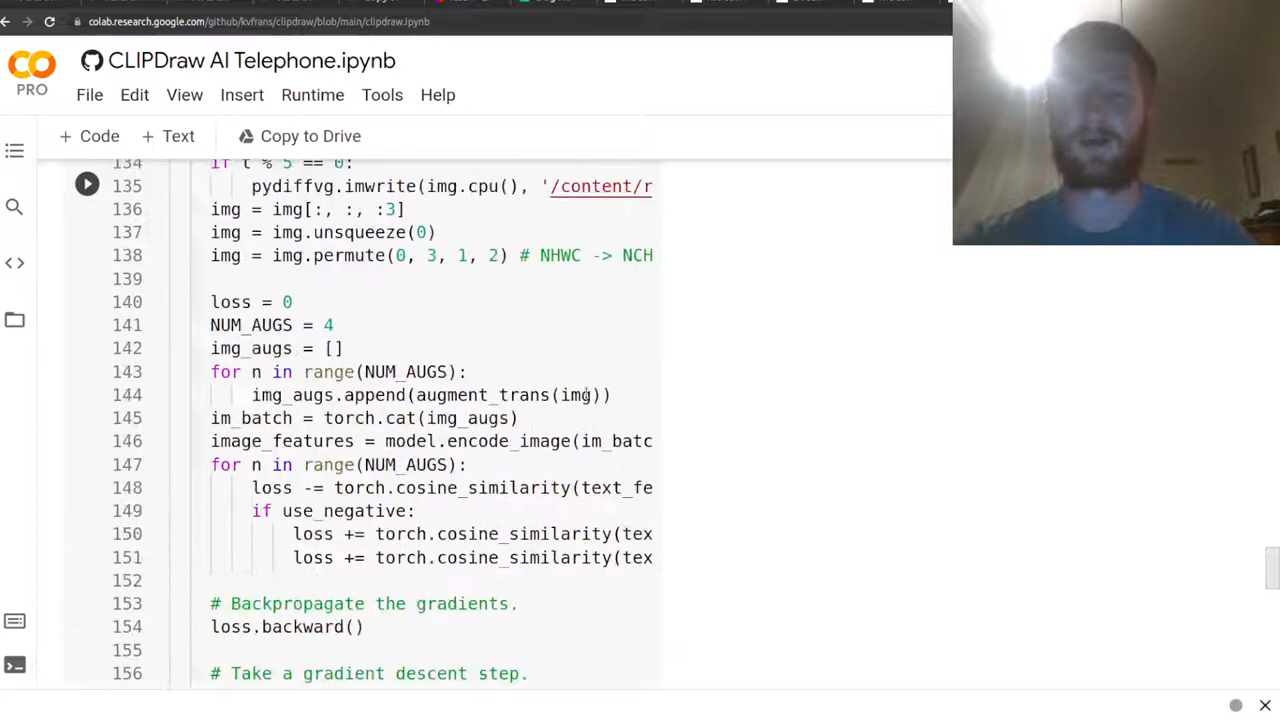 colab.research.google.com/github/kvfrans/clipdraw/blob/main/clipdraw.ipynb
CLIPDraw AI Telephone.ipynb
PRO
File Edit View Insert Runtime Tools Help
+ Code + Text Copy to Drive
134 if t % 5 == 0:
135 pydiffvg.imwrite(img.cpu(), '/content/r
136 img = img[:, :, :3]
137 img = img.unsqueeze(0)
138 img = img.permute(0, 3, 1, 2) # NHWC -> NCH
139
140 loss = 0
141 NUM_AUGS = 4
142 img_augs = []
143 for n in range(NUM_AUGS):
144 img_augs.append(augment_trans(img))
145 im_batch = torch.cat(img_augs)
146 image_features = model.encode_image(im_batc
147 for n in range(NUM_AUGS):
148 loss -= torch.cosine_similarity(text_fe
149 if use_negative:
150 loss += torch.cosine_similarity(tex
151 loss += torch.cosine_similarity(tex
152
153 # Backpropagate the gradients.
154 loss.backward()
155
156 # Take a gradient descent step.